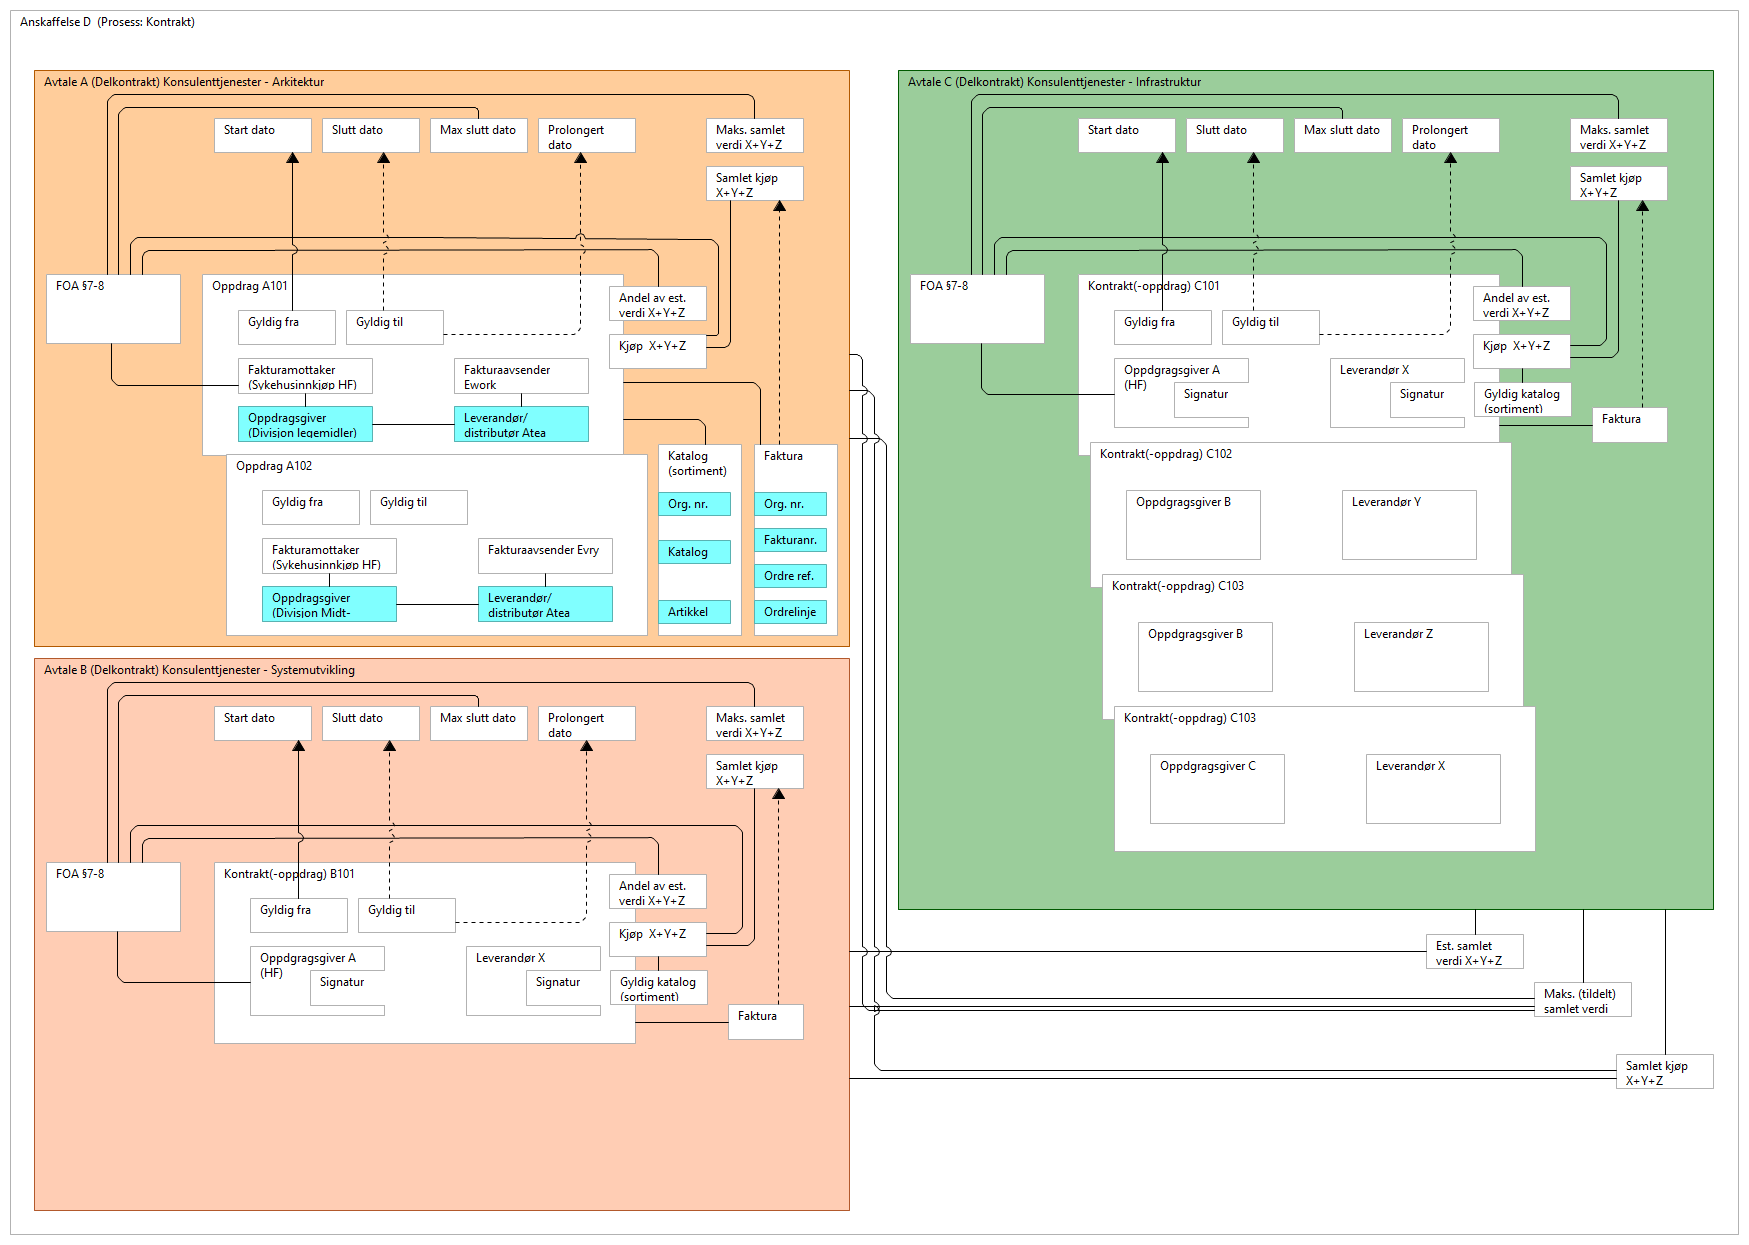 Anskaffelse D  (Prosess: Kontrakt)
Avtale A (Delkontrakt) Konsulenttjenester - Arkitektur
Start dato
Slutt dato
Max slutt dato
Prolongert
dato
Maks. samlet
verdi X+Y+Z
Samlet kjøp
X+Y+Z
FOA §7-8
Oppdrag A101
Gyldig fra
Gyldig til
Andel av est.
verdi X+Y+Z
Kjøp  X+Y+Z
Fakturamottaker
(Sykehusinnkjøp HF)
Fakturaavsender
Ework
Oppdragsgiver
(Divisjon legemidler)
Leverandør/
distributør Atea
Oppdrag A102
Gyldig fra
Gyldig til
Fakturamottaker
(Sykehusinnkjøp HF)
Fakturaavsender Evry
Oppdragsgiver
(Divisjon Midt-
Leverandør/
distributør Atea
Katalog
(sortiment)
Org. nr.
Katalog
Artikkel
Faktura
Org. nr.
Fakturanr.
Ordre ref.
Ordrelinje
Avtale B (Delkontrakt) Konsulenttjenester - Systemutvikling
Start dato
Slutt dato
Max slutt dato
Prolongert
dato
Maks. samlet
verdi X+Y+Z
Samlet kjøp
X+Y+Z
FOA §7-8
Kontrakt(-oppdrag) B101
Gyldig fra
Gyldig til
Andel av est.
verdi X+Y+Z
Kjøp  X+Y+Z
Oppdgragsgiver A
(HF)
Signatur
Leverandør X
Signatur
Gyldig katalog
(sortiment)
Faktura
Avtale C (Delkontrakt) Konsulenttjenester - Infrastruktur
Start dato
Slutt dato
Max slutt dato
Prolongert
dato
Maks. samlet
verdi X+Y+Z
Samlet kjøp
X+Y+Z
FOA §7-8
Kontrakt(-oppdrag) C101
Gyldig fra
Gyldig til
Andel av est.
verdi X+Y+Z
Kjøp  X+Y+Z
Oppdgragsgiver A
(HF)
Signatur
Leverandør X
Signatur
Gyldig katalog
(sortiment)
Faktura
Kontrakt(-oppdrag) C102
Oppdgragsgiver B
Leverandør Y
Kontrakt(-oppdrag) C103
Oppdgragsgiver B
Leverandør Z
Kontrakt(-oppdrag) C103
Oppdgragsgiver C
Leverandør X
Est. samlet
verdi X+Y+Z
Maks. (tildelt)
samlet verdi
Samlet kjøp
X+Y+Z